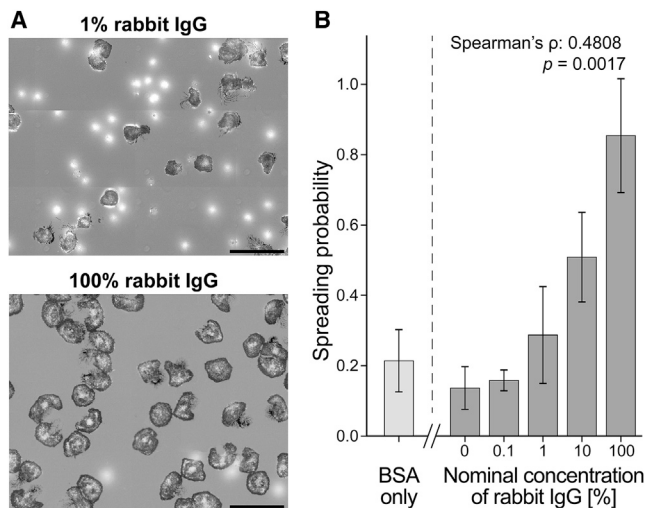 A
1% rabbit IgG
100% rabbit IgG
B
Spearman's ρ: 0.4808
p = 0.0017
Spreading probability
1.0
0.8
0.6
0.4
0.2
0.0
0 0.1 1 10 100
BSA
only
Nominal concentration
of rabbit IgG [%]